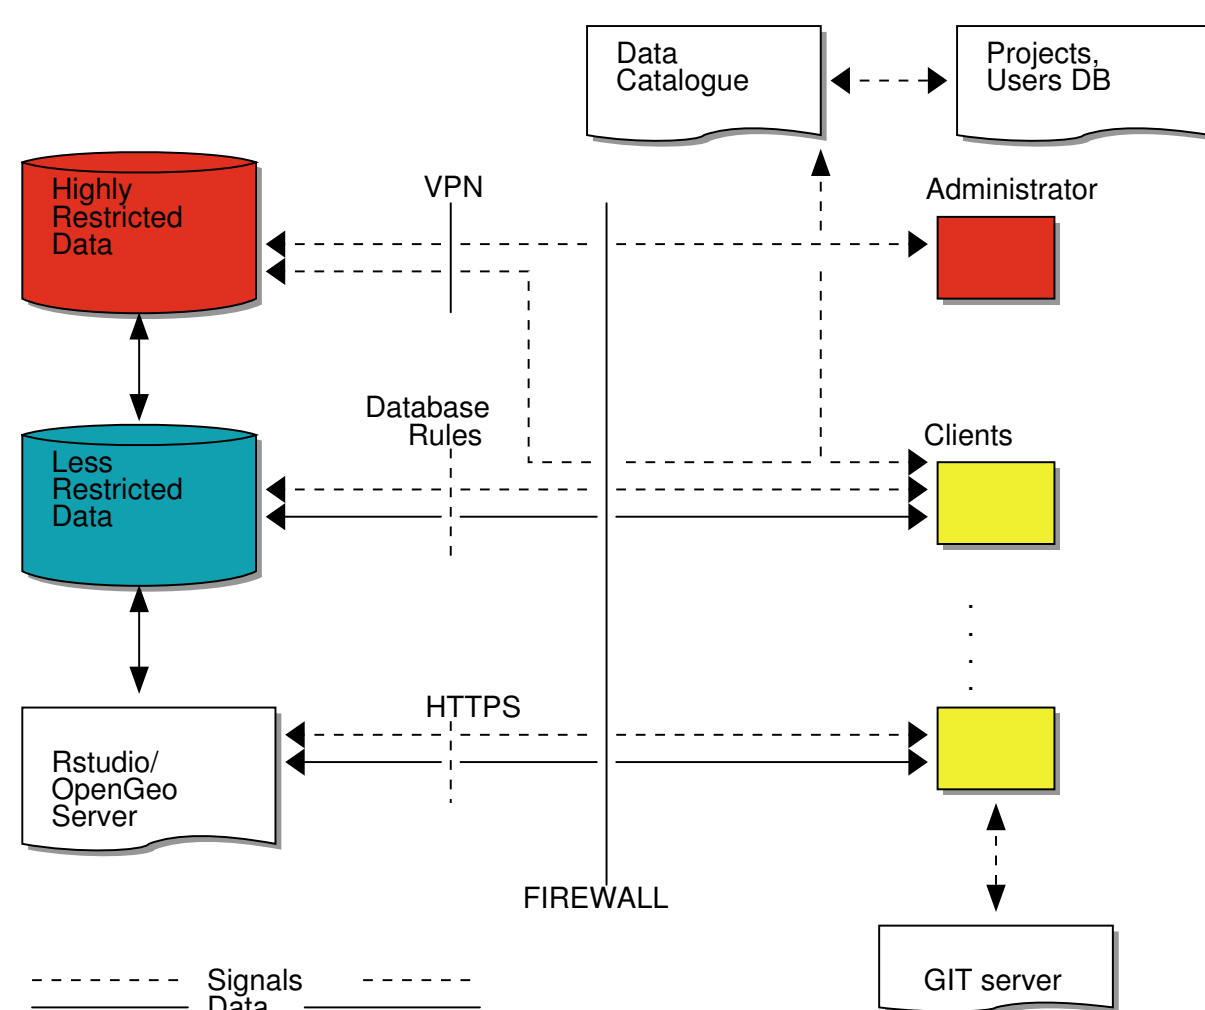 Data
Catalogue
Projects,
Users DB
Highly
Restricted
Data
VPN
Administrator
Database
Rules
Clients
Less
Restricted
Data
HTTPS
Rstudio/
OpenGeo
Server
FIREWALL
GIT server
Signals
Data